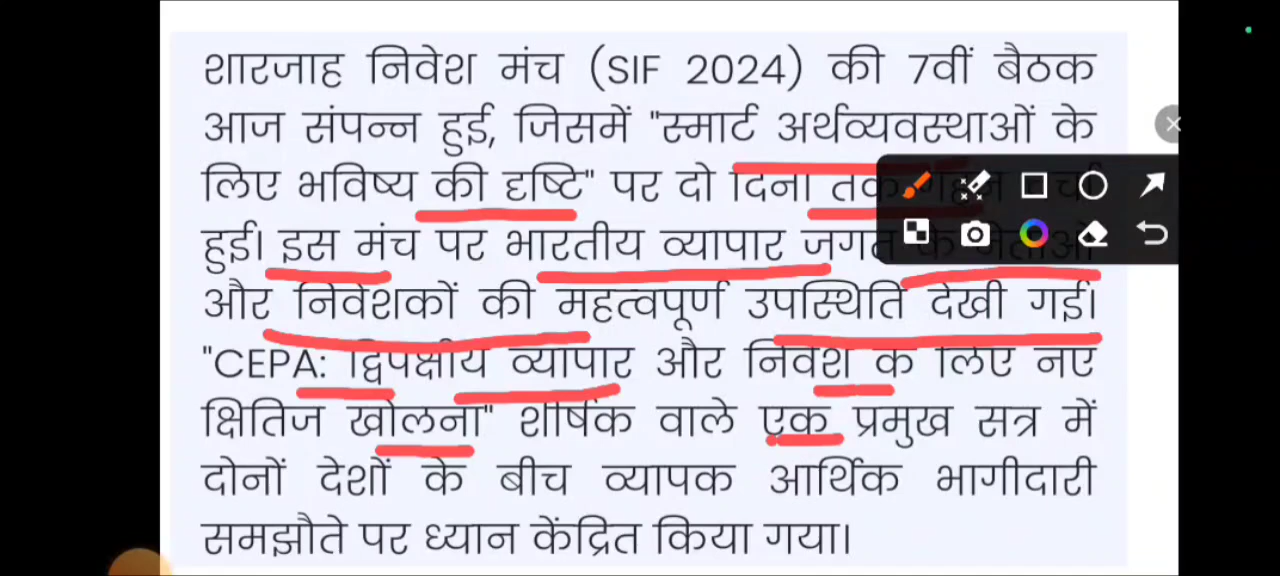 शारजाह निवेश मंच (SIF 2024) की 7वीं बैठक
आज संपन्न हुई, जिसमें "स्मार्ट अर्थव्यवस्थाओं के
लिए भविष्य की दृष्टि" पर दो दिनों तक
हुई। इस मंच पर भारतीय व्यापार जगत
और निवेशकों की महत्वपूर्ण उपस्थिति देखी गई।
"CEPA: द्विपक्षीय व्यापार और निवेश के लिए नए
क्षितिज खोलना" शीर्षक वाले एक प्रमुख सत्र में
दोनों देशों के बीच व्यापक आर्थिक भागीदारी
समझौते पर ध्यान केंद्रित किया गया।